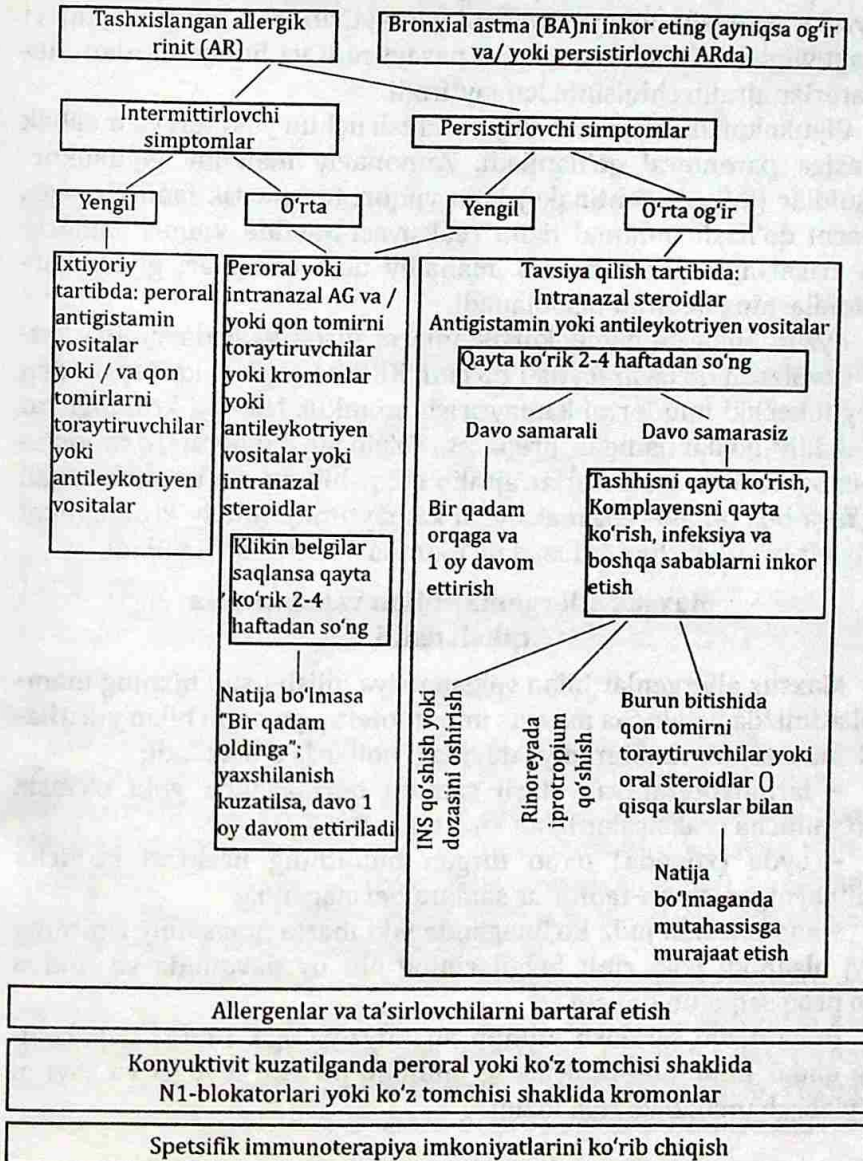 Tashxislangan allergik
rinit (AR)
Bronxial astma (BA)ni inkor eting (ayniqsa og‘ir
va/ yoki persistirlovchi ARda)
Intermittirlovchi
simptomlar
Persistirlovchi simptomlar
Yengil
O‘rta
Yengil
O‘rta og‘ir
Ixtiyoriy
tartibda: peroral
antigistamin
vositalar
yoki / va qon
tomirlarni
toraytiruvchilar
yoki
antileykotriyen
vositalar
Peroral yoki
intranazal AG va /
yoki qon tomirni
toraytiruvchilar
yoki kromonlar
yoki
antileykotriyen
vositalar yoki
intranazal
steroidlar
Klikin belgilar
saqlansa qayta
ko‘rik 2-4
haftadan so‘ng
Natija bo‘lmasa
“Bir qadam
oldinga”;
yaxshilanish
kuzatilsa, davo 1
oy davom ettiriladi
Tavsiya qilish tartibida:
Intranazal steroidlar
Antigistamin yoki antileykotriyen vositalar
Qayta ko‘rik 2-4 haftadan so‘ng
Davo samarali
Davo samarasiz
Bir qadam
orqaga va
1 oy davom
ettirish
Tashhisni qayta ko‘rish,
Komplayensni qayta
ko‘rish, infeksiya va
boshqa sabablarni inkor
etish
INS qo‘shish yoki
dozasini oshirish
Rinoreyada
iprotropium
qo‘shish
Burun bitishida
qon tomirni
toraytiruvchilar yoki
oral steroidlar ()
qisqa kurslar bilan
Natija
bo‘lmaganda
mutahassisga
murajaat etish
Allergenlar va ta’sirlovchilarni bartaraf etish
Konyuktivit kuzatilganda peroral yoki ko‘z tomchisi shaklida
N1-blokatorlari yoki ko‘z tomchisi shaklida kromonlar
Spetsifik immunoterapiya imkoniyatlarini ko‘rib chiqish